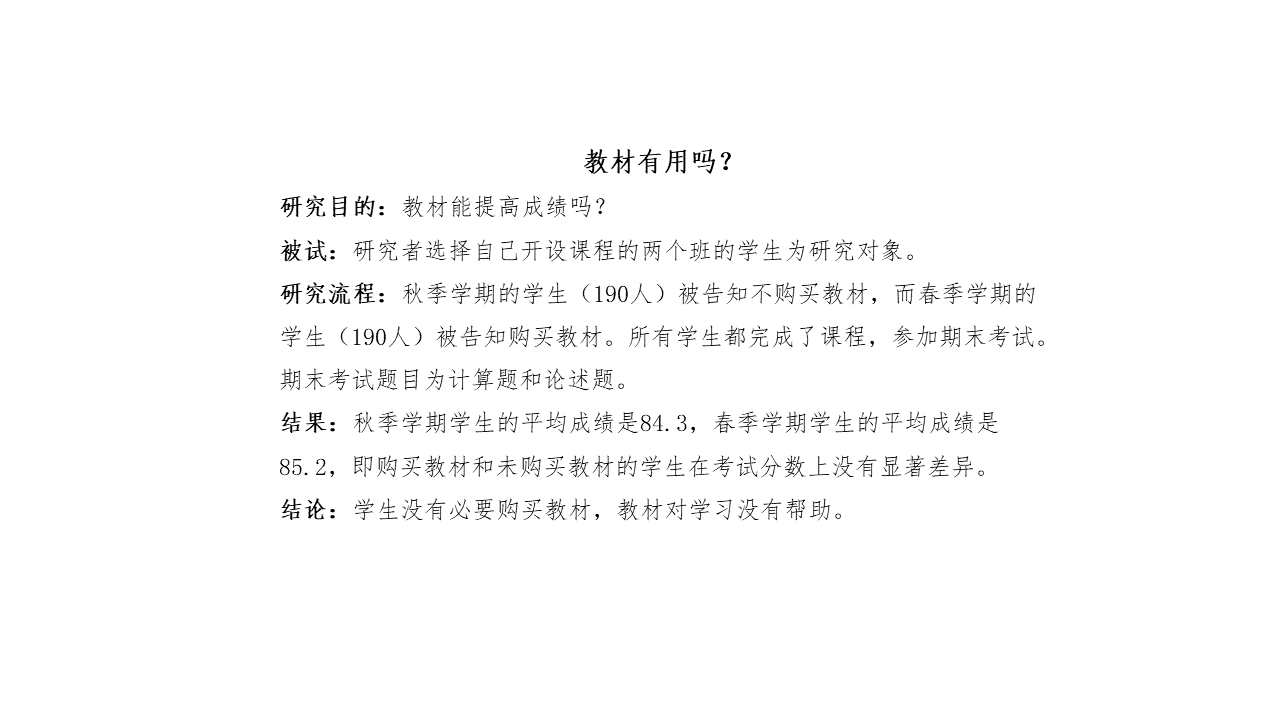 教材有用吗？
研究目的：教材能提高成绩吗？
被试：研究者选择自己开设课程的两个班的学生为研究对象。
研究流程：秋季学期的学生（190人）被告知不购买教材，而春季学期的
学生（190人）被告知购买教材。所有学生都完成了课程，参加期末考试。
期末考试题目为计算题和论述题。
结果：秋季学期学生的平均成绩是84.3，春季学期学生的平均成绩是
85.2，即购买教材和未购买教材的学生在考试分数上没有显著差异。
结论：学生没有必要购买教材，教材对学习没有帮助。